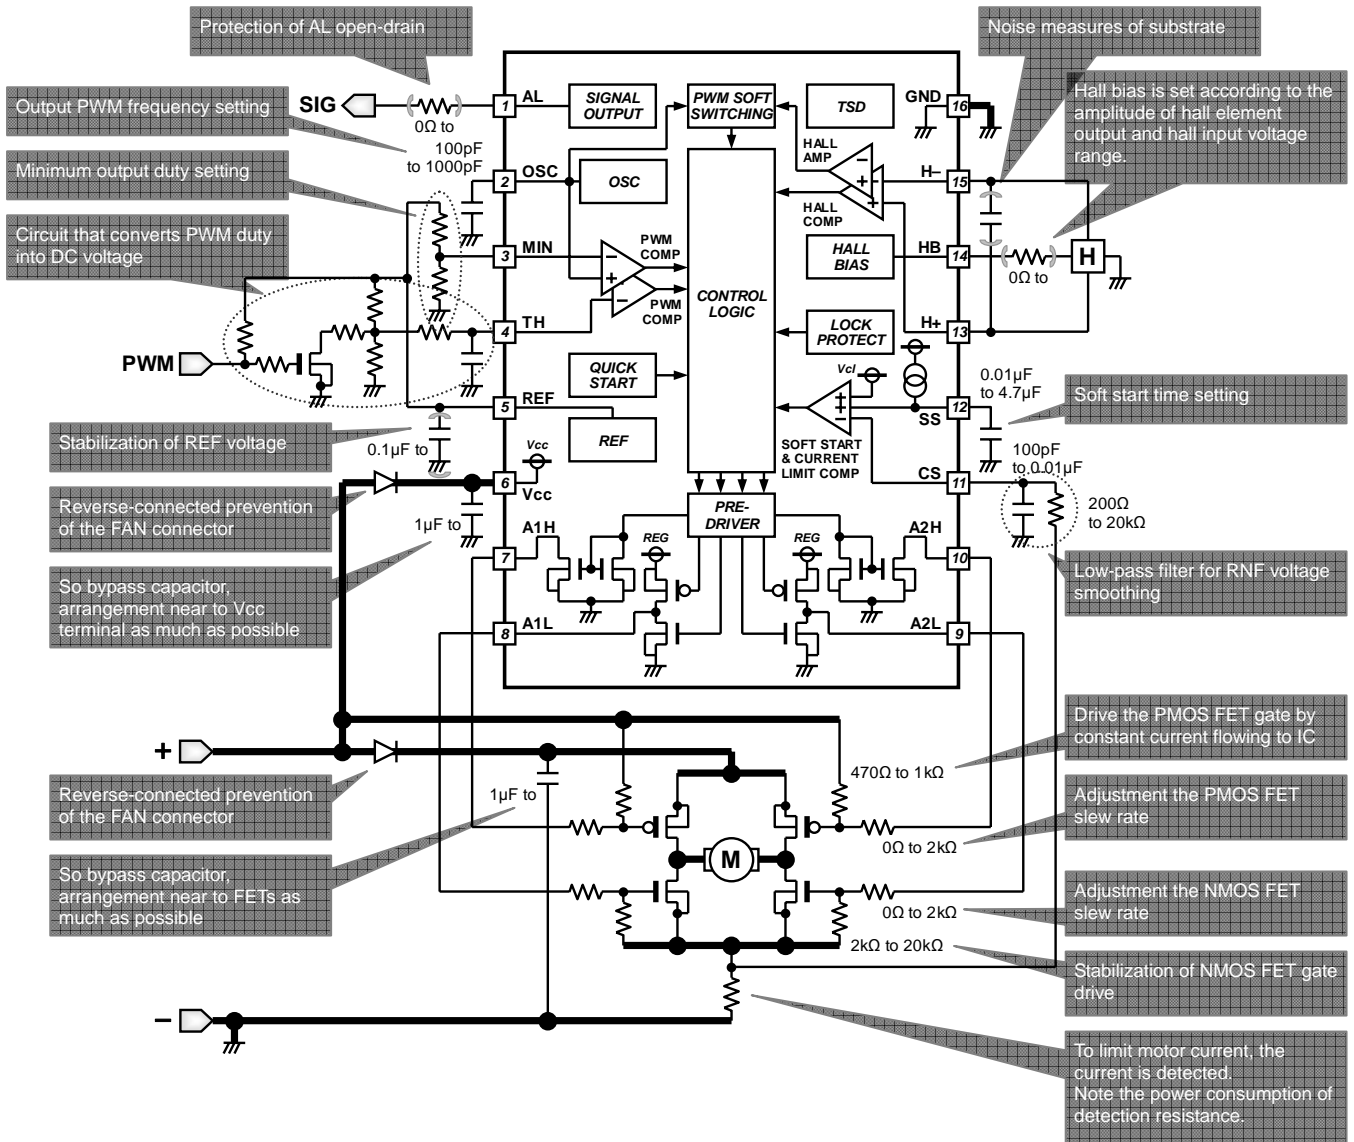 Protection of AL open-drain
Noise measures of substrate
Output PWM frequency setting
SIG
0Ω to
100pF
to 1000pF
Hall bias is set according to the
amplitude of hall element
output and hall input voltage
range.
Minimum output duty setting
Circuit that converts PWM duty
into DC voltage
PWM
1
AL
SIGNAL
OUTPUT
PWM SOFT
SWITCHING
TSD
GND
16
2
OSC
OSC
HALL
AMP
H–
15
HALL
COMP
3
MIN
PWM
COMP
HALL
BIAS
HB
14
0Ω to
H
PWM
COMP
CONTROL
LOGIC
4
TH
LOCK
PROTECT
H+
13
QUICK
START
Vcl
0.01µF
to 4.7µF
Soft start time setting
5
REF
REF
SS
12
Stabilization of REF voltage
0.1µF to
SOFT START
& CURRENT
LIMIT COMP
100pF
to 0.01µF
Vcc
6
Vcc
CS
11
200Ω
to 20kΩ
Reverse-connected prevention
of the FAN connector
1µF to
PRE-
DRIVER
A1H
7
REG
REG
A2H
10
Low-pass filter for RNF voltage
smoothing
So bypass capacitor,
arrangement near to Vcc
terminal as much as possible
8
A1L
A2L
9
+
Drive the PMOS FET gate by
constant current flowing to IC
470Ω to 1kΩ
Reverse-connected prevention
of the FAN connector
1µF to
Adjustment the PMOS FET
slew rate
0Ω to 2kΩ
M
So bypass capacitor,
arrangement near to FETs as
much as possible
Adjustment the NMOS FET
slew rate
0Ω to 2kΩ
2kΩ to 20kΩ
Stabilization of NMOS FET gate
drive
–
To limit motor current, the
current is detected.
Note the power consumption of
detection resistance.